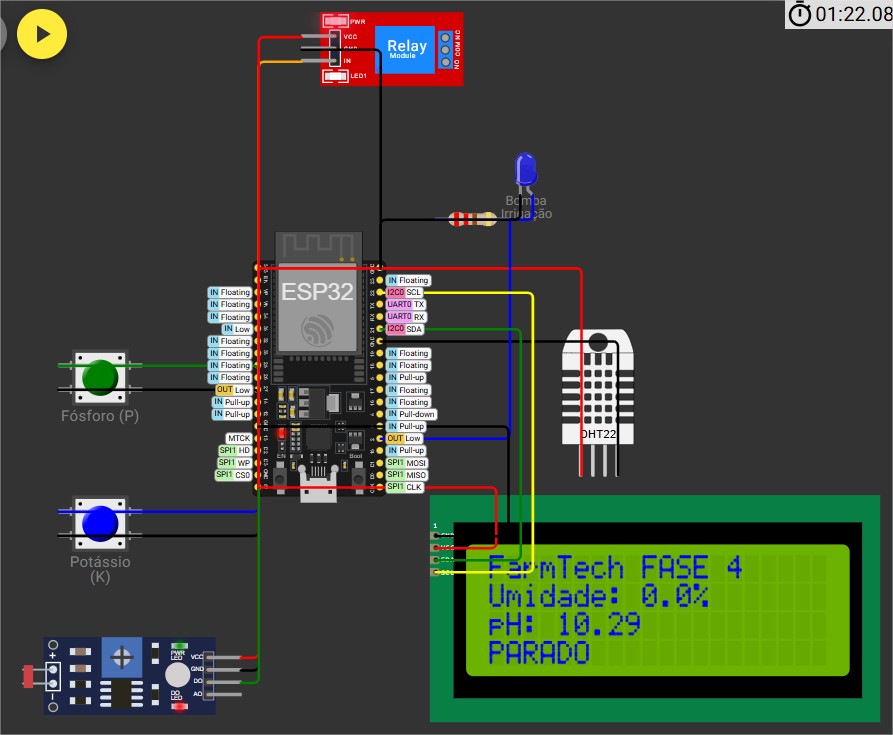 01:22.08
PWR
VCC
IN
LED1
Relay
Module
NO COM NC
Bomba
Irrigação
ESP32
IN Floating
IN Floating
IN Floating
IN Low
IN Floating
IN Floating
IN Floating
IN Floating
OUT Low
IN Pull-up
IN Pull-up
MTCK
SPI1 HD
SPI1 WP
SPI1 CS0
IN Floating
I2C0 SCL
UART0 TX
UART0 RX
I2C0 SDA
IN Floating
IN Floating
IN Pull-up
IN Floating
IN Floating
IN Pull-down
IN Pull-up
OUT Low
IN Pull-up
SPI1 MOSI
SPI1 MISO
SPI1 CLK
EN
Boot
Fósforo (P)
Potássio
(K)
DHT22
1
FarmTech FASE 4
Umidade: 0.0%
pH: 10.29
PARADO
PWR
LED
DO
LED
VCC
GND
DO
AO